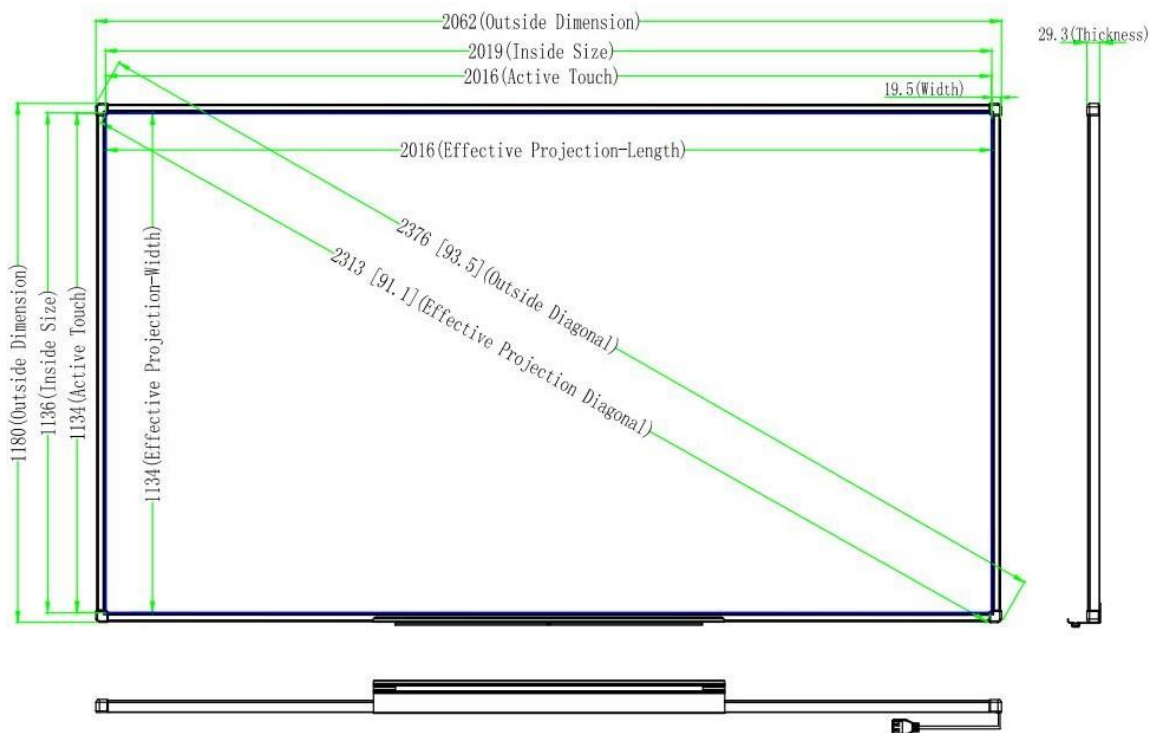 2062(Outside Dimension)
29.3(Thickness)
2019(Inside Size)
2016(Active Touch)
19.5(Width)
2016(Effective Projection-Length)
1180(Outside Dimension)
1136(Inside Size)
1134(Active Touch)
1134(Effective Projection-Width)
2376 [93.5](Outside Diagonal)
2313 [91.1](Effective Projection Diagonal)